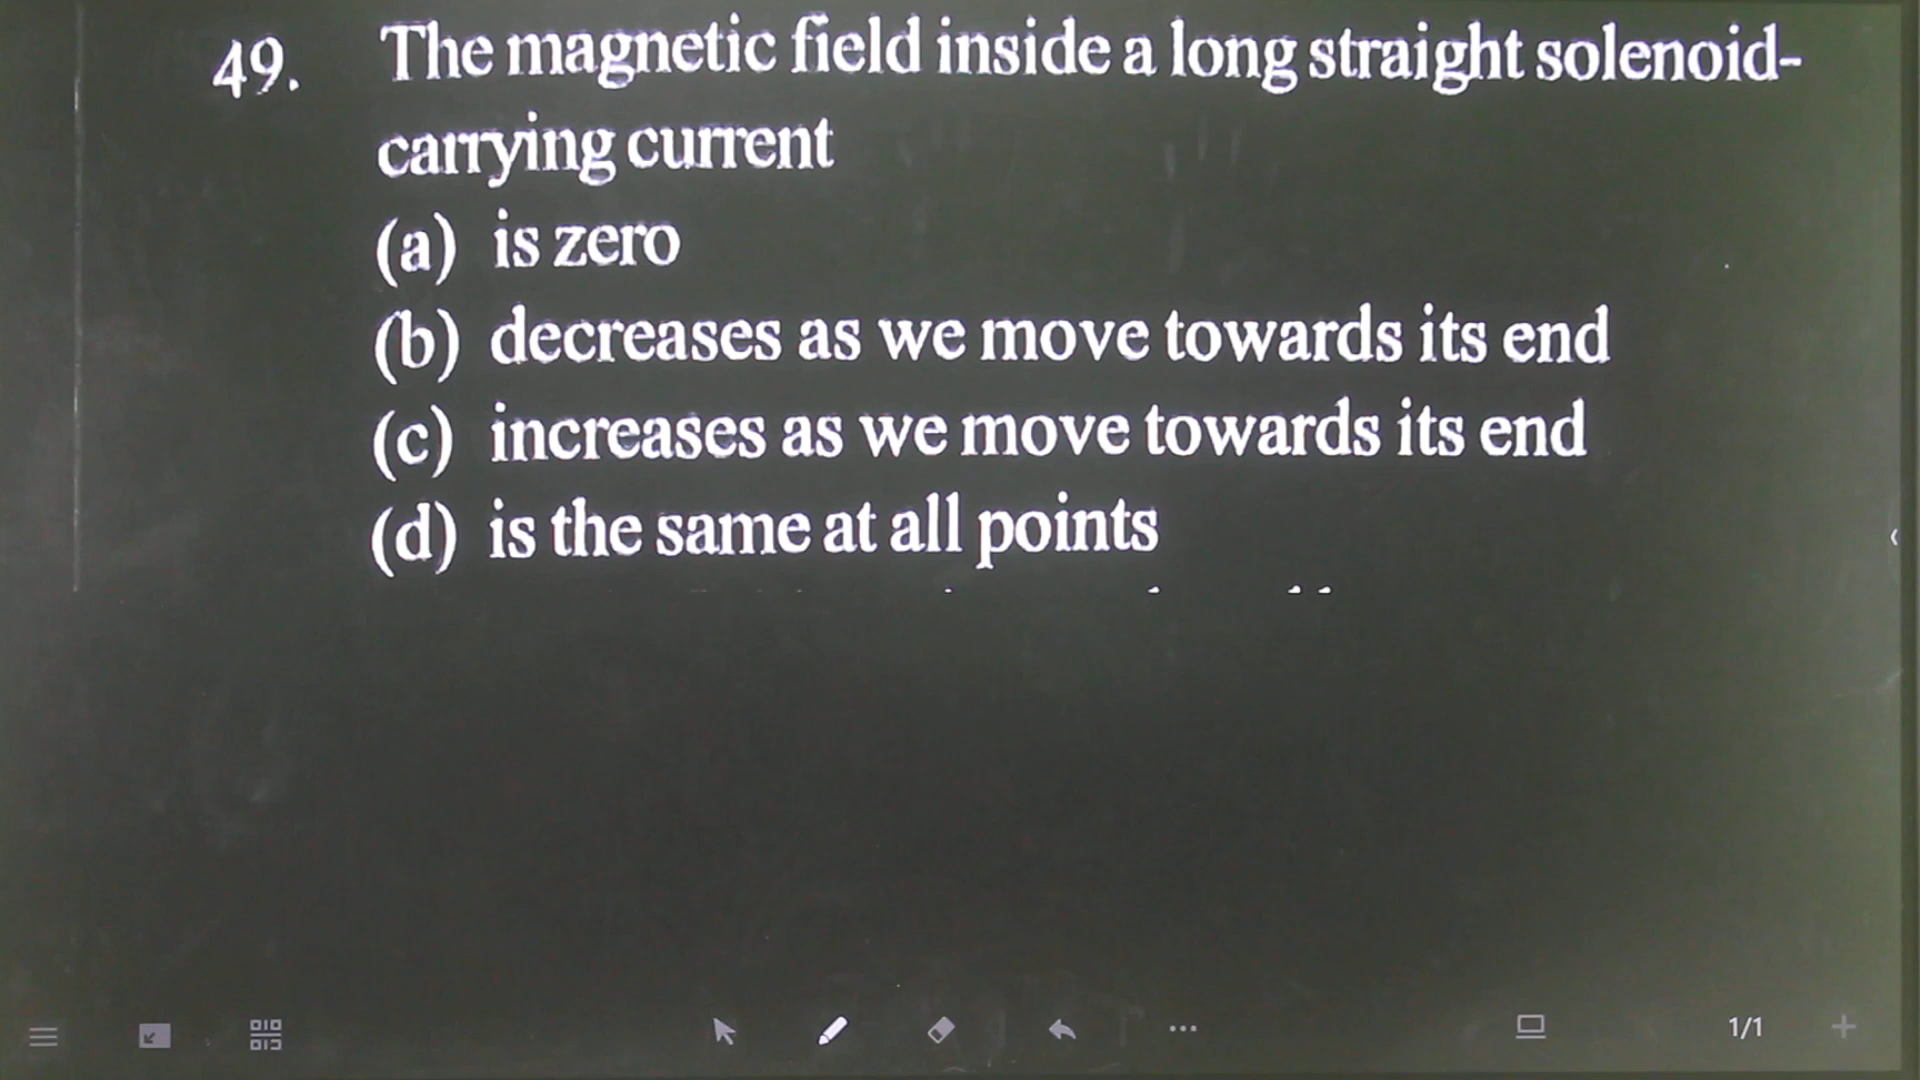 49. The magnetic field inside a long straight solenoid-
carrying current
(a) is zero
(b) decreases as we move towards its end
(c) increases as we move towards its end
(d) is the same at all points
1/1